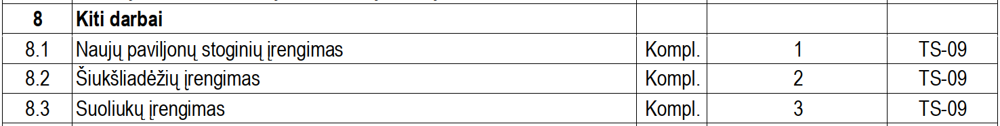 8 Kiti darbai
8.1 Naujų paviljonų stoginių įrengimas Kompl. 1 TS-09
8.2 Šiukšliadėžių įrengimas Kompl. 2 TS-09
8.3 Suoliukų įrengimas Kompl. 3 TS-09